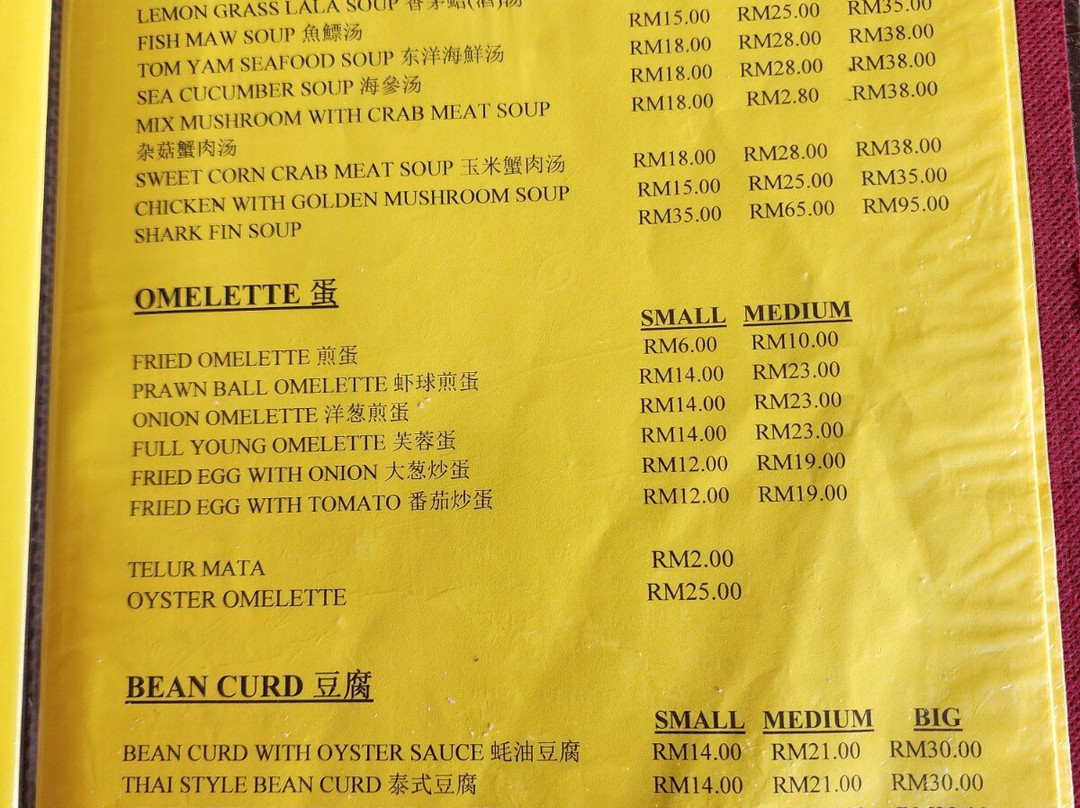 LEMON GRASS LALA SOUP 香茅蛤(酒)汤
FISH MAW SOUP 魚鰾汤 RM15.00 RM25.00 RM35.00
TOM YAM SEAFOOD SOUP 东洋海鮮汤 RM18.00 RM28.00 RM38.00
SEA CUCUMBER SOUP 海參汤 RM18.00 RM28.00 RM38.00
MIX MUSHROOM WITH CRAB MEAT SOUP RM18.00 RM2.80 RM38.00
杂菇蟹肉汤
SWEET CORN CRAB MEAT SOUP 玉米蟹肉汤 RM18.00 RM28.00 RM38.00
CHICKEN WITH GOLDEN MUSHROOM SOUP RM15.00 RM25.00 RM35.00
SHARK FIN SOUP RM35.00 RM65.00 RM95.00
OMELETTE 蛋
SMALL MEDIUM
FRIED OMELETTE 煎蛋 RM6.00 RM10.00
PRAWN BALL OMELETTE 虾球煎蛋 RM14.00 RM23.00
ONION OMELETTE 洋葱煎蛋 RM14.00 RM23.00
FULL YOUNG OMELETTE 芙蓉蛋 RM14.00 RM23.00
FRIED EGG WITH ONION 大葱炒蛋 RM12.00 RM19.00
FRIED EGG WITH TOMATO 番茄炒蛋 RM12.00 RM19.00
TELUR MATA RM2.00
OYSTER OMELETTE RM25.00
BEAN CURD 豆腐
SMALL MEDIUM BIG
BEAN CURD WITH OYSTER SAUCE 蚝油豆腐 RM14.00 RM21.00 RM30.00
THAI STYLE BEAN CURD 泰式豆腐 RM14.00 RM21.00 RM30.00